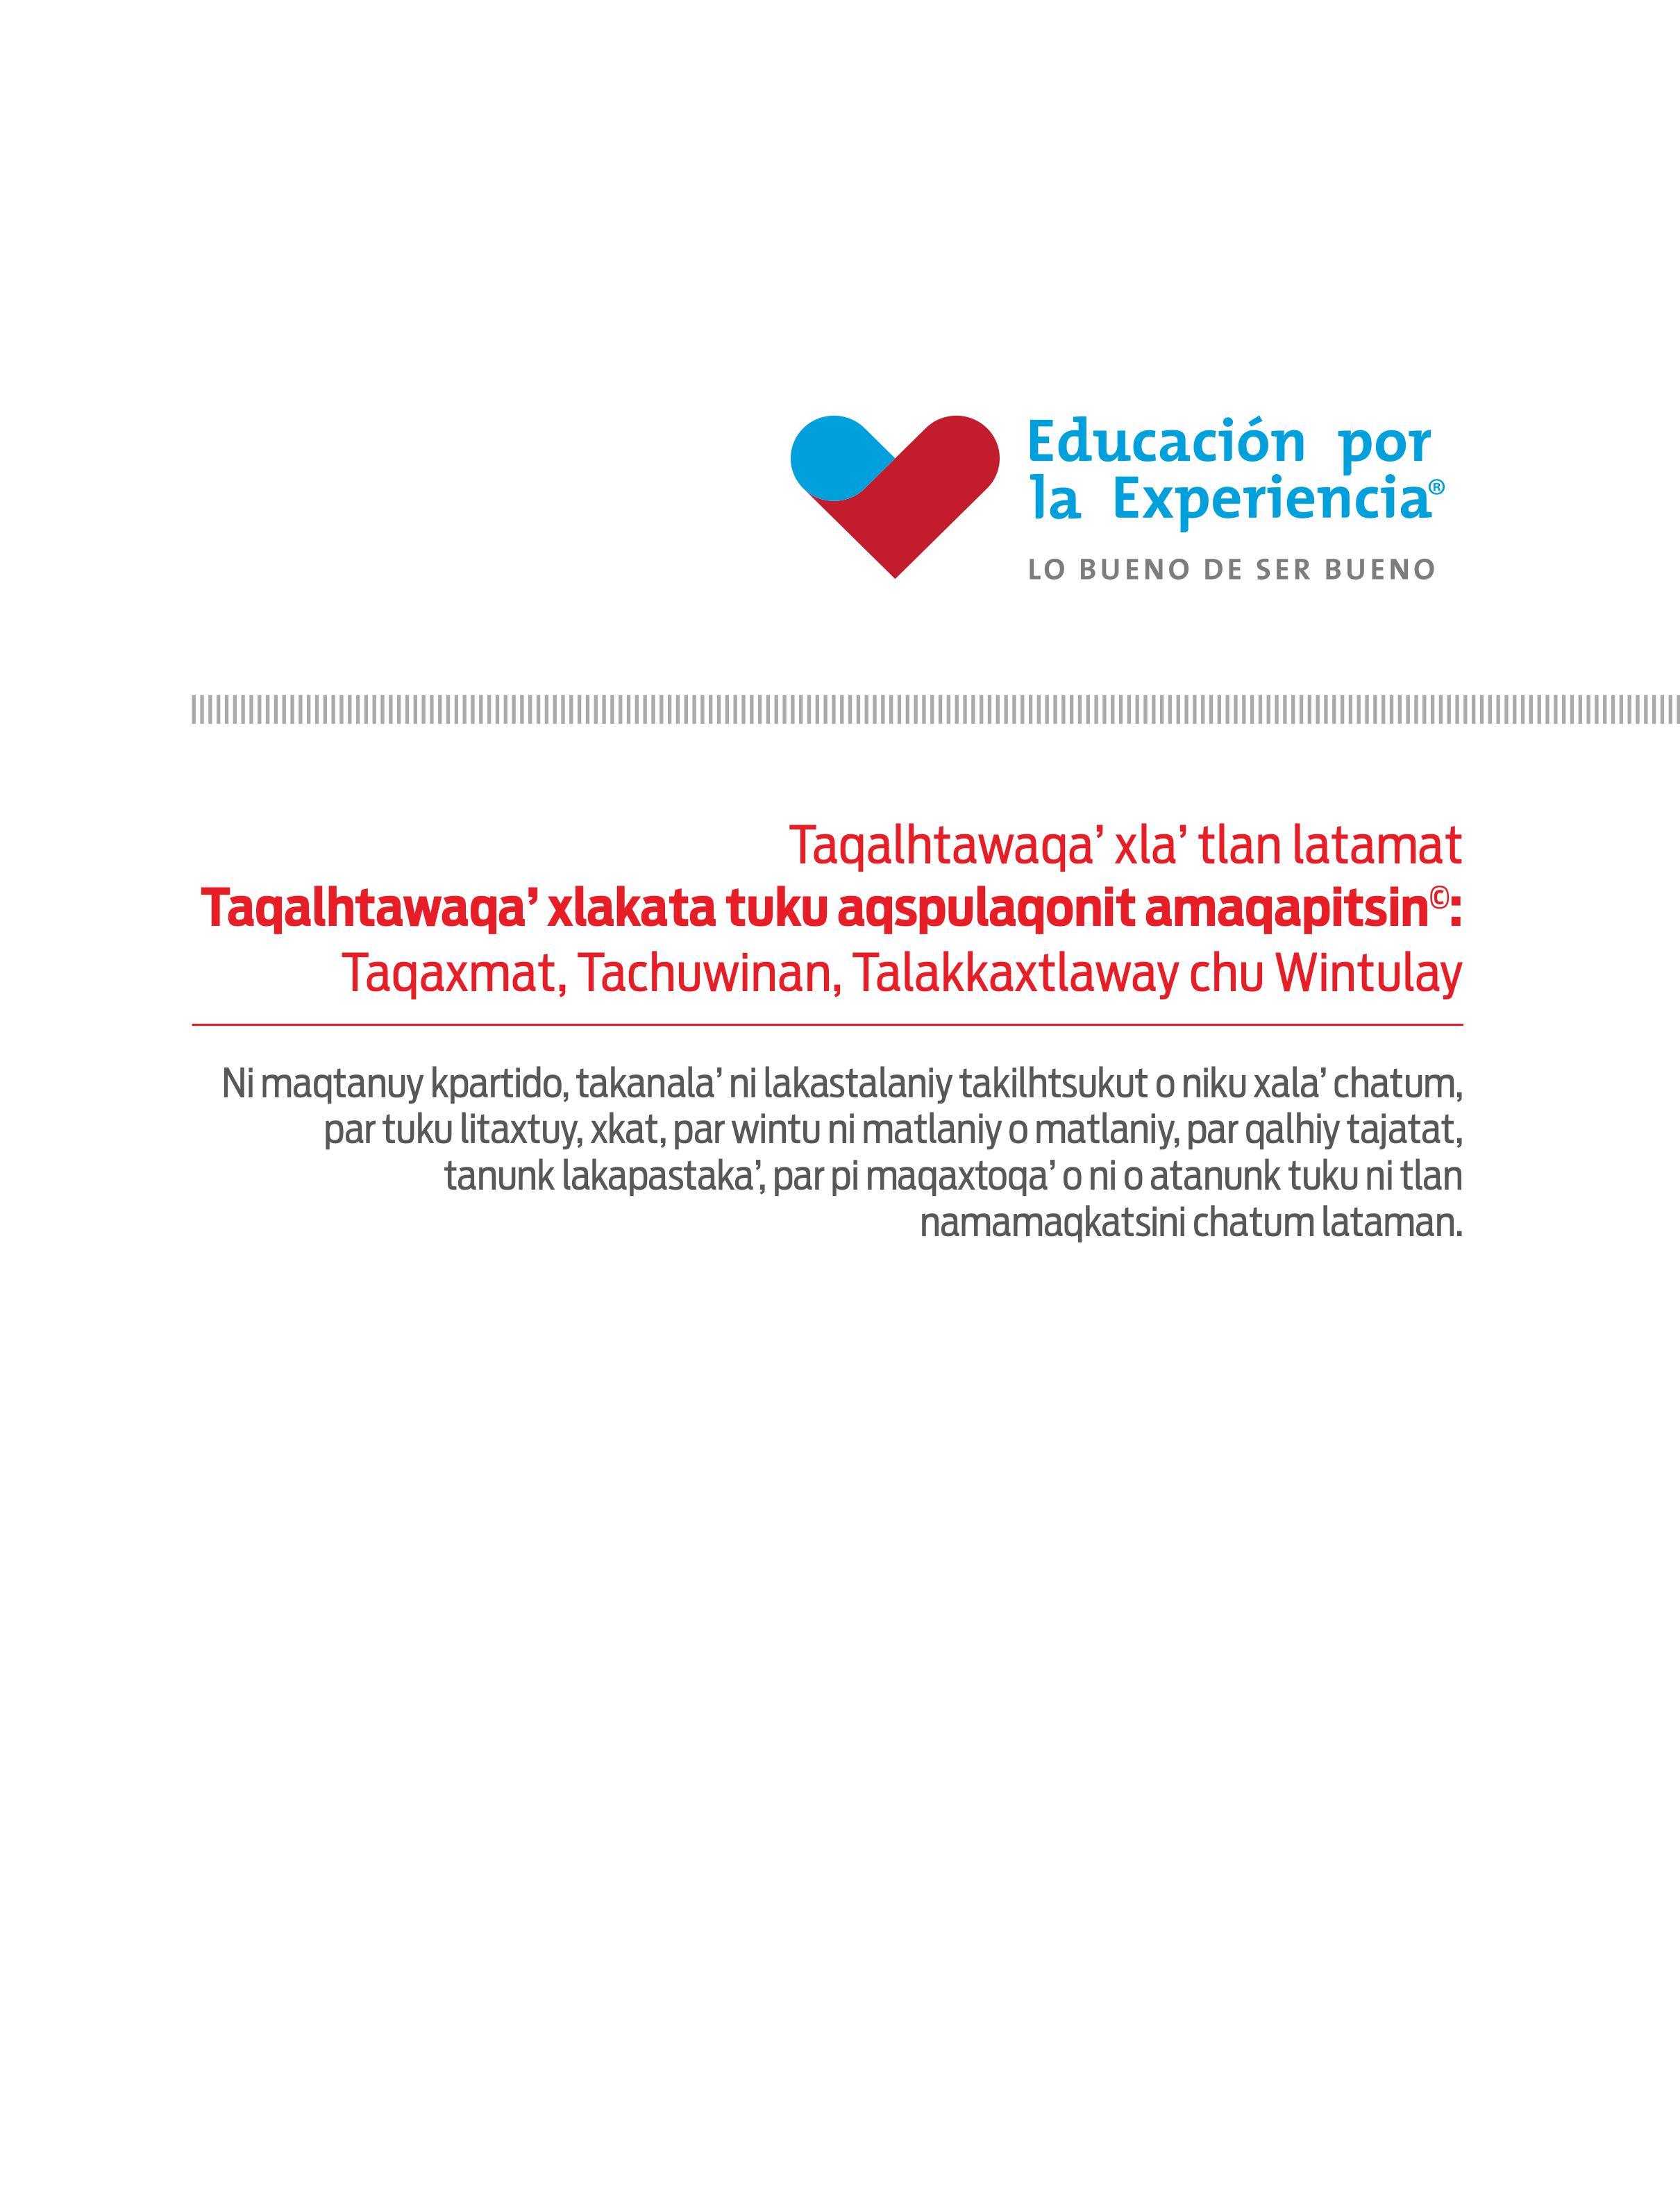 Educación por
la Experiencia®
LO BUENO DE SER BUENO
Taqalhtawaqa’ xla’ tlan latamat
Taqalhtawaqa’ xlakata tuku aqspulaqonit amaqapitsin©:
Taqaxmat, Tachuwinan, Talakkaxtlaway chu Wintulay
Ni maqtanuy kpartido, takanala’ ni lakastalaniy takilhtsukut o niku xala’ chatum,
par tuku litaxtuy, xkat, par wintu ni matlaniy o matlaniy, par qalhiy tajatat,
tanunk lakapastaka’, par pi maqaxtoqa’ o ni o atanunk tuku ni tlan
namamaqkatsini chatum lataman.